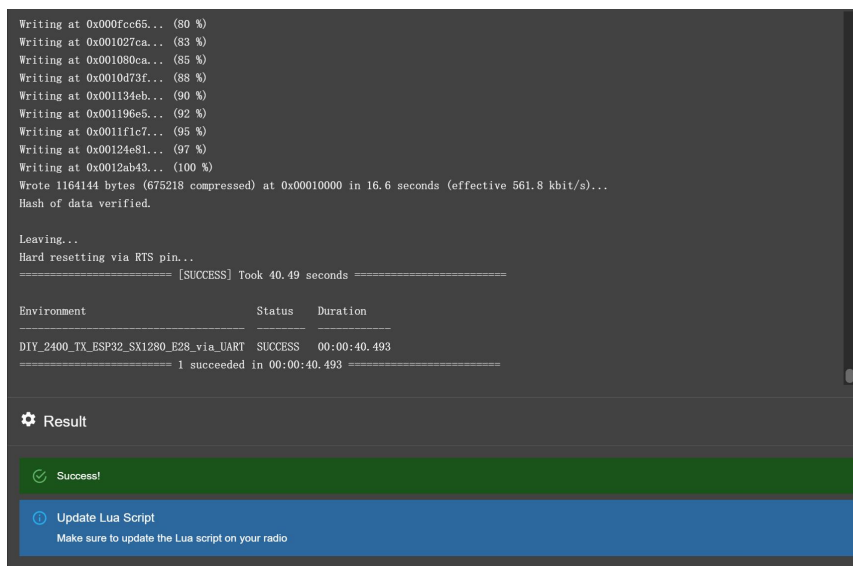 Writing at 0x000fcc65... (80 %)
Writing at 0x001027ca... (83 %)
Writing at 0x001080ca... (85 %)
Writing at 0x0010d73f... (88 %)
Writing at 0x001134eb... (90 %)
Writing at 0x001196e5... (92 %)
Writing at 0x0011f1c7... (95 %)
Writing at 0x00124e81... (97 %)
Writing at 0x0012ab43... (100 %)
Wrote 1164144 bytes (675218 compressed) at 0x00010000 in 16.6 seconds (effective 561.8 kbit/s)...
Hash of data verified.
Leaving...
Hard resetting via RTS pin...
========================= [SUCCESS] Took 40.49 seconds =========================
Environment Status Duration
------------------------------------- -------- ------------
DIY_2400_TX_ESP32_SX1280_E28_via_UART SUCCESS 00:00:40.493
========================= 1 succeeded in 00:00:40.493 =========================
Result
Success!
Update Lua Script
Make sure to update the Lua script on your radio